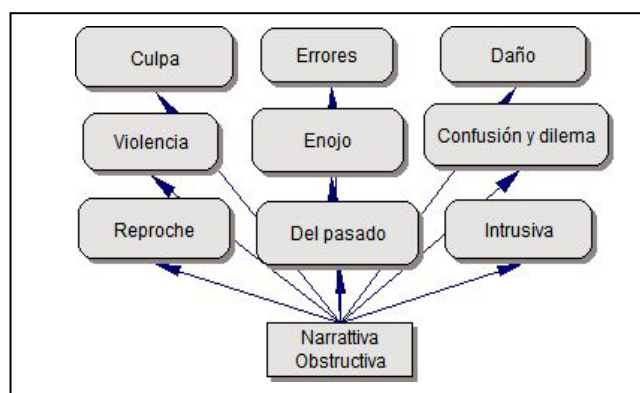 Culpa
Errores
Daño
Violencia
Enojo
Confusión y dilema
Reproche
Del pasado
Intrusiva
Narrattiva
Obstructiva